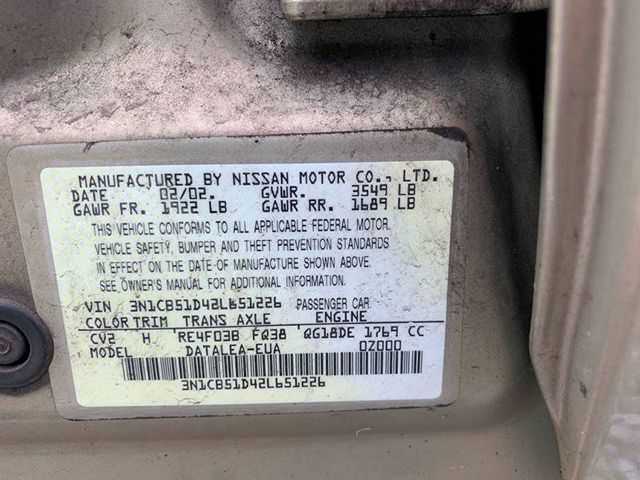 MANUFACTURED BY NISSAN MOTOR CO., LTD.
DATE 02/02. GVWR. 3549 LB
GAWR FR. 1922 LB GAWR RR. 1689 LB
THIS VEHICLE CONFORMS TO ALL APPLICABLE FEDERAL MOTOR
VEHICLE SAFETY, BUMPER AND THEFT PREVENTION STANDARDS
IN EFFECT ON THE DATE OF MANUFACTURE SHOWN ABOVE.
SEE OWNER'S MANUAL FOR ADDITIONAL INFORMATION.
VIN 3N1CB51D42L651226 PASSENGER CAR
COLOR TRIM TRANS AXLE ENGINE
CV2 H RE4F03B FQ38 QG18DE 1769 CC
MODEL DATALEA-EUA 0Z000
3N1CB51D42L651226